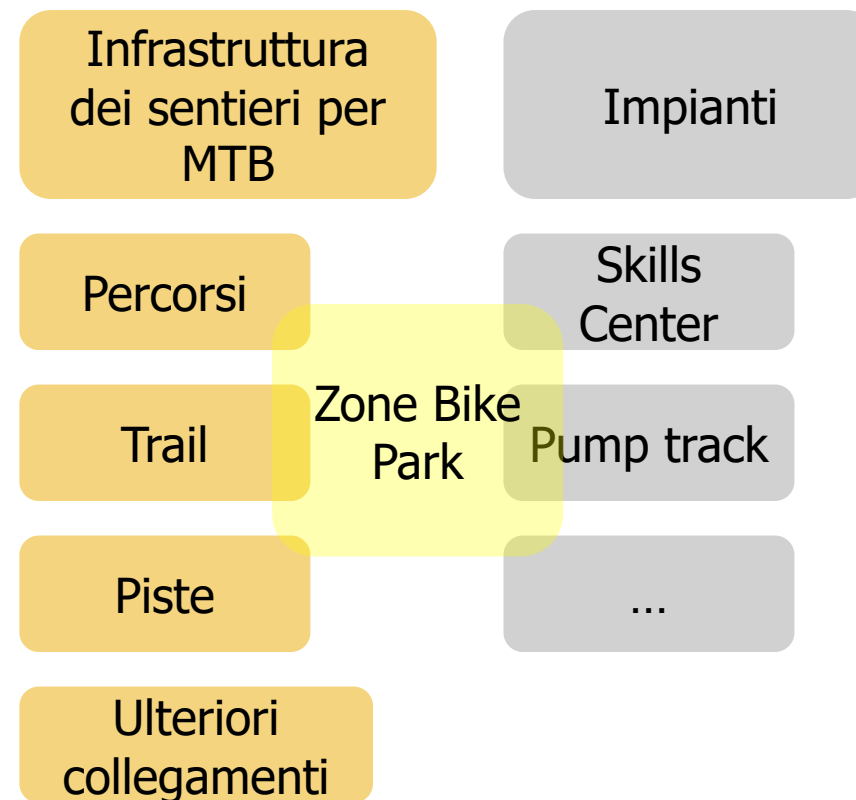 Infrastruttura
dei sentieri per
MTB
Impianti
Percorsi
Skills
Center
Zone Bike
Park
Trail
Pump track
Piste
...
Ulteriori
collegamenti